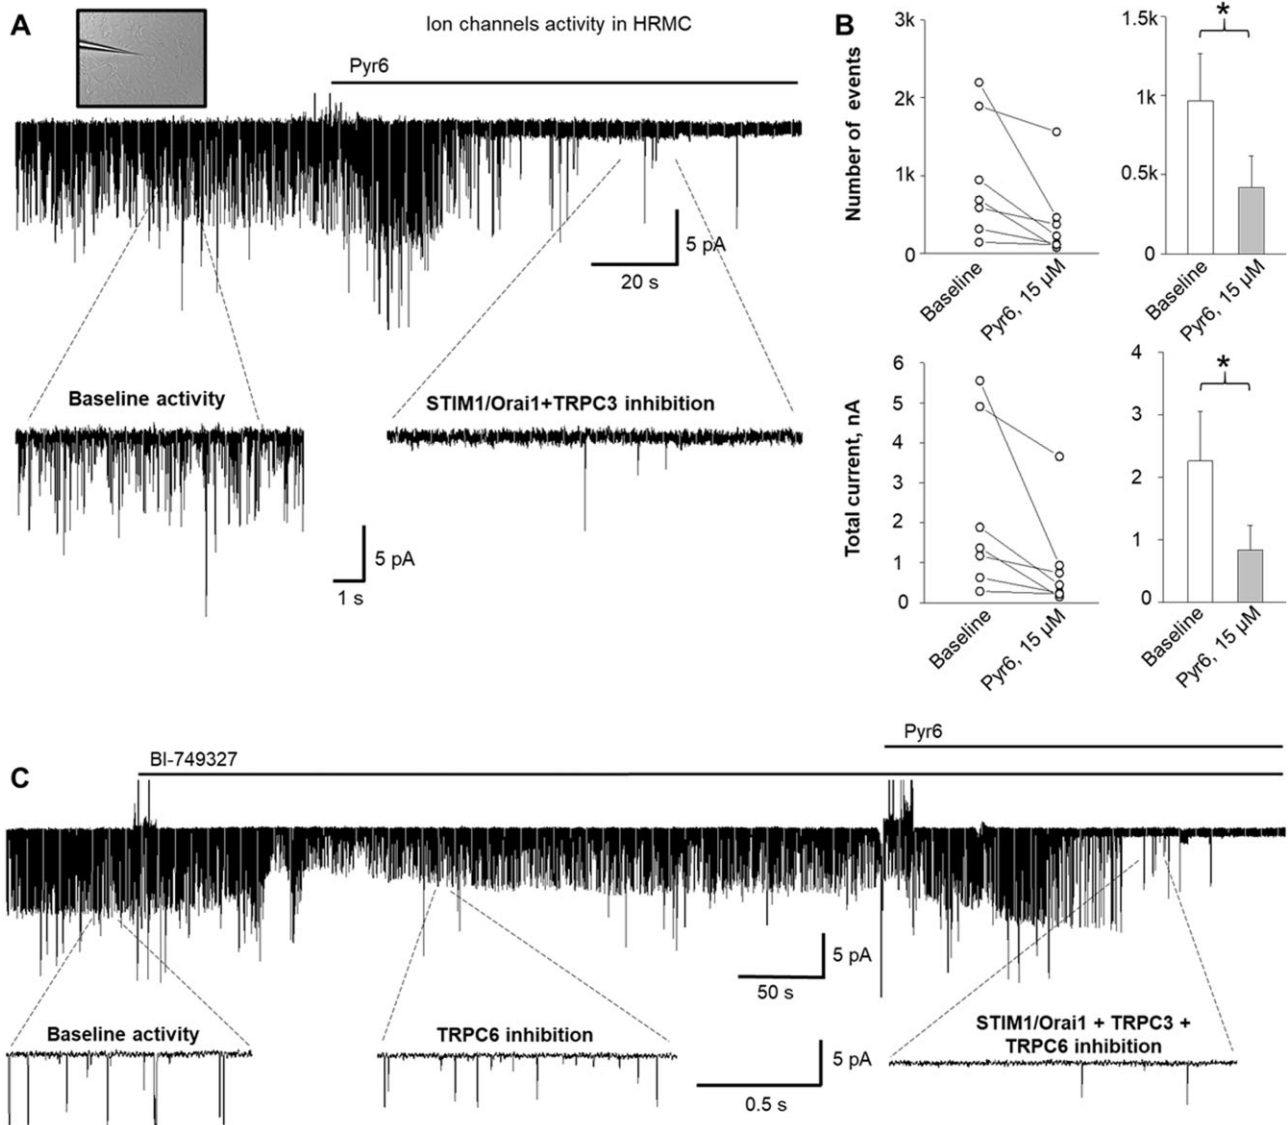 A
Ion channels activity in HRMC
Pyr6
5 pA
20 s
Baseline activity
STIM1/Orai1+TRPC3 inhibition
5 pA
1 s
B
Number of events
3k
2k
1k
0
Baseline
Pyr6, 15 µM
*
1.5k
1k
0.5k
0
Baseline
Pyr6, 15 µM
Total current, nA
6
5
4
3
2
1
0
Baseline
Pyr6, 15 µM
*
4
3
2
1
0
Baseline
Pyr6, 15 µM
C
BI-749327
Pyr6
5 pA
50 s
Baseline activity
TRPC6 inhibition
5 pA
0.5 s
STIM1/Orai1 + TRPC3 +
TRPC6 inhibition